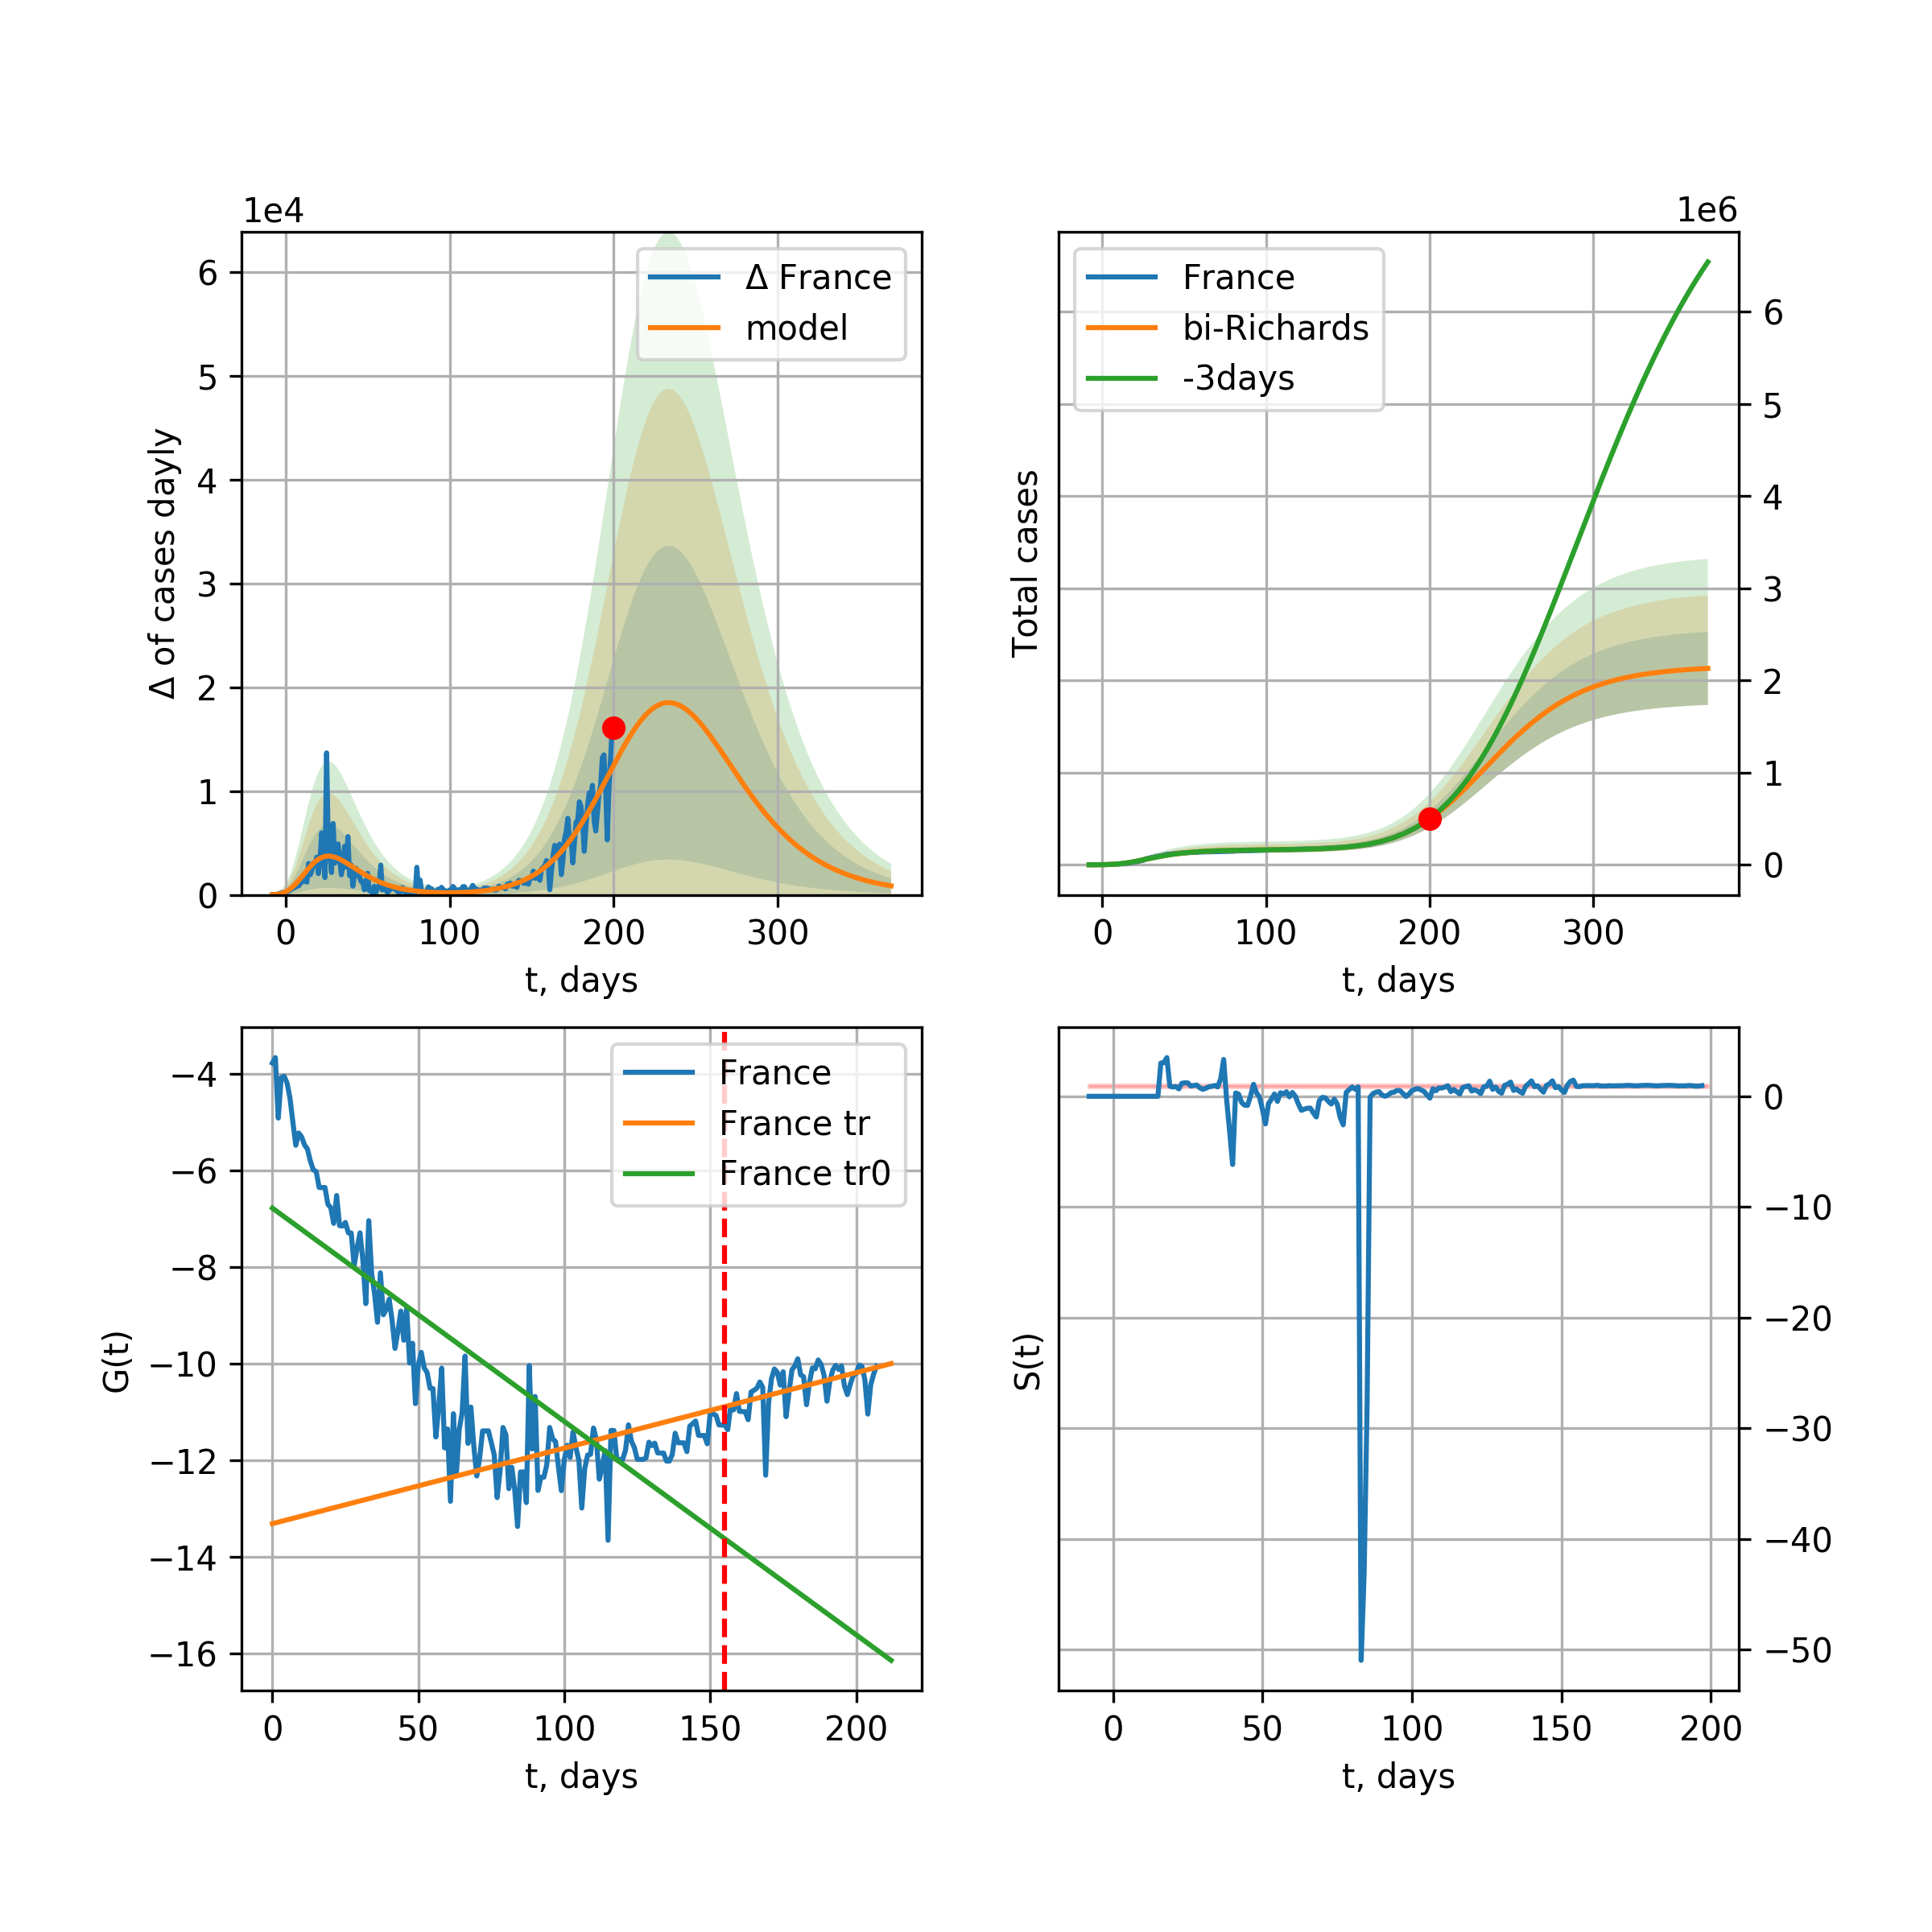 1e4
Δ of cases dayly
6
5
4
3
2
1
0
Δ France
model
0 100 200 300
t, days
1e6
Total cases
France
bi-Richards
-3days
6
5
4
3
2
1
0
0 100 200 300
t, days
G(t)
−4
−6
−8
−10
−12
−14
−16
France
France tr
France tr0
0 50 100 150 200
t, days
S(t)
0
−10
−20
−30
−40
−50
0 50 100 150 200
t, days